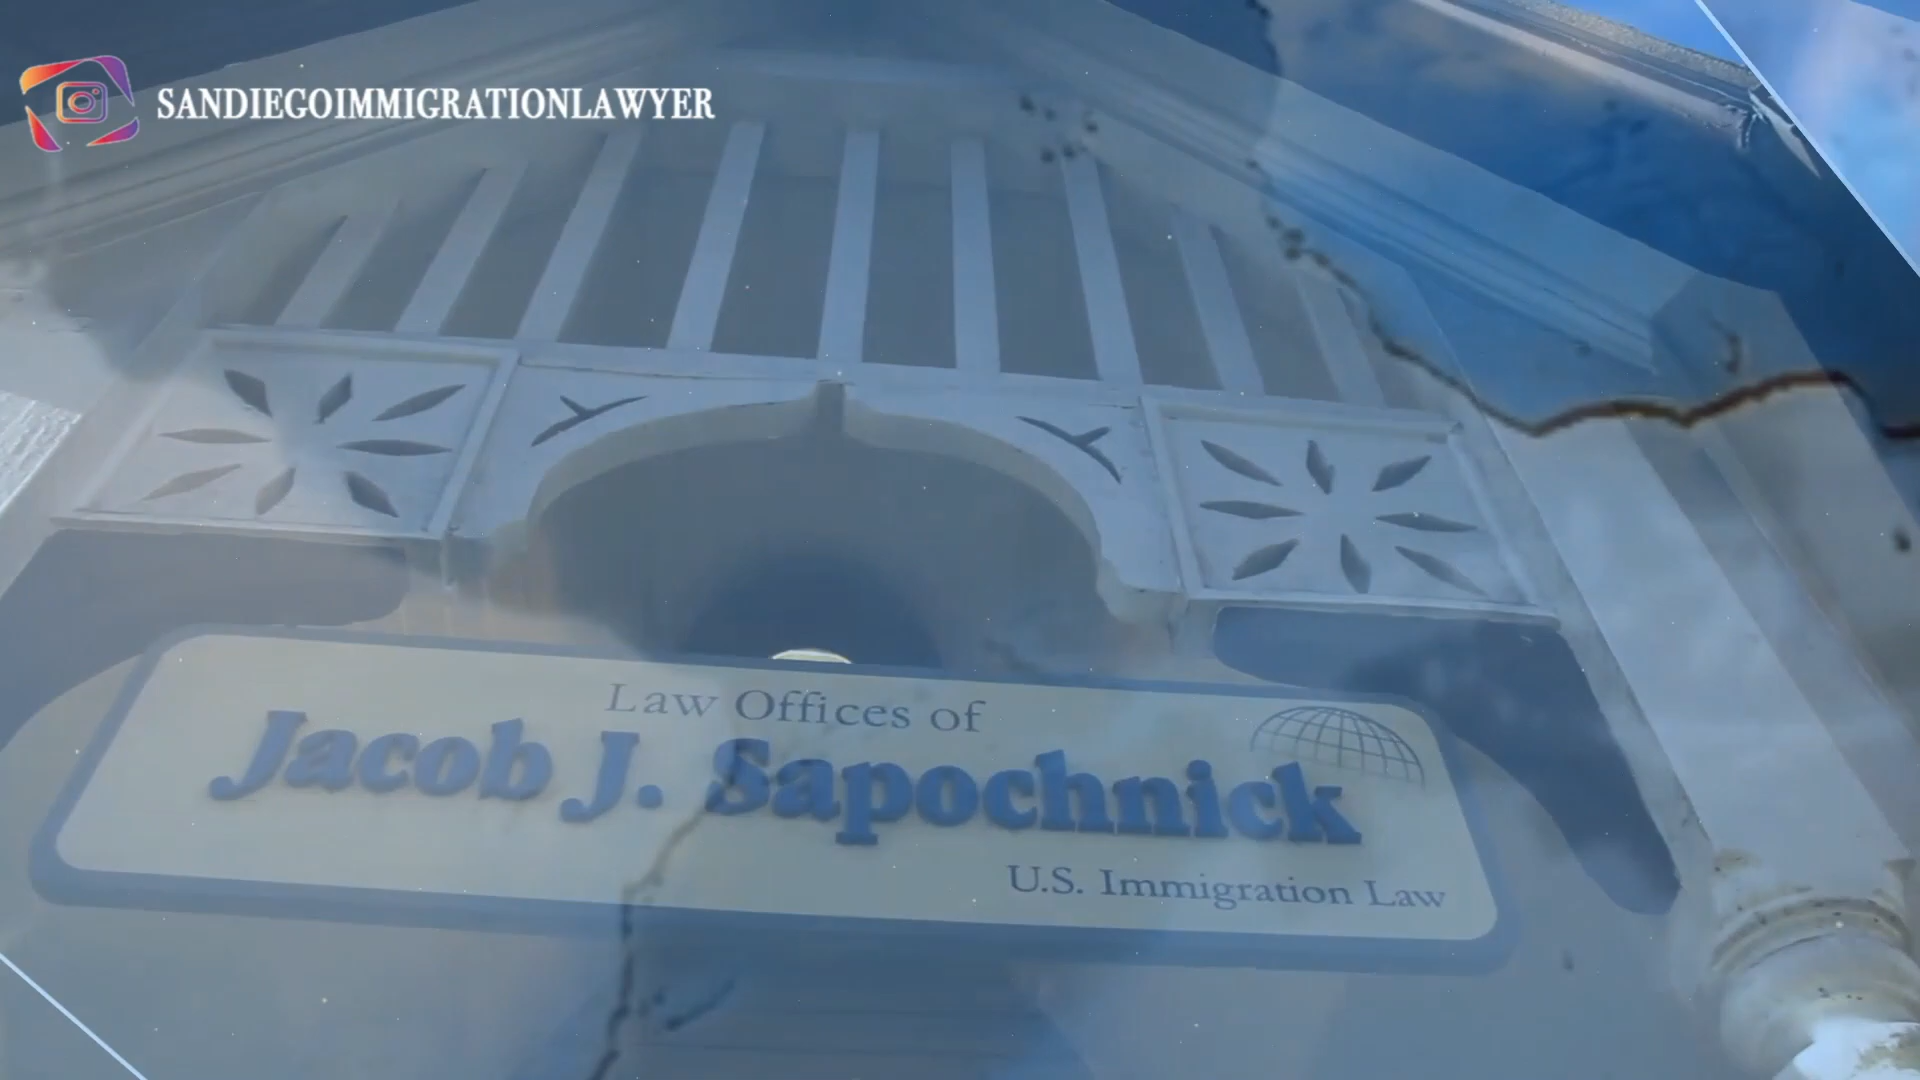 SANDIEGOIMMIGRATIONLAWYER
Law Offices of
Jacob J. Sapochnick
U.S. Immigration Law